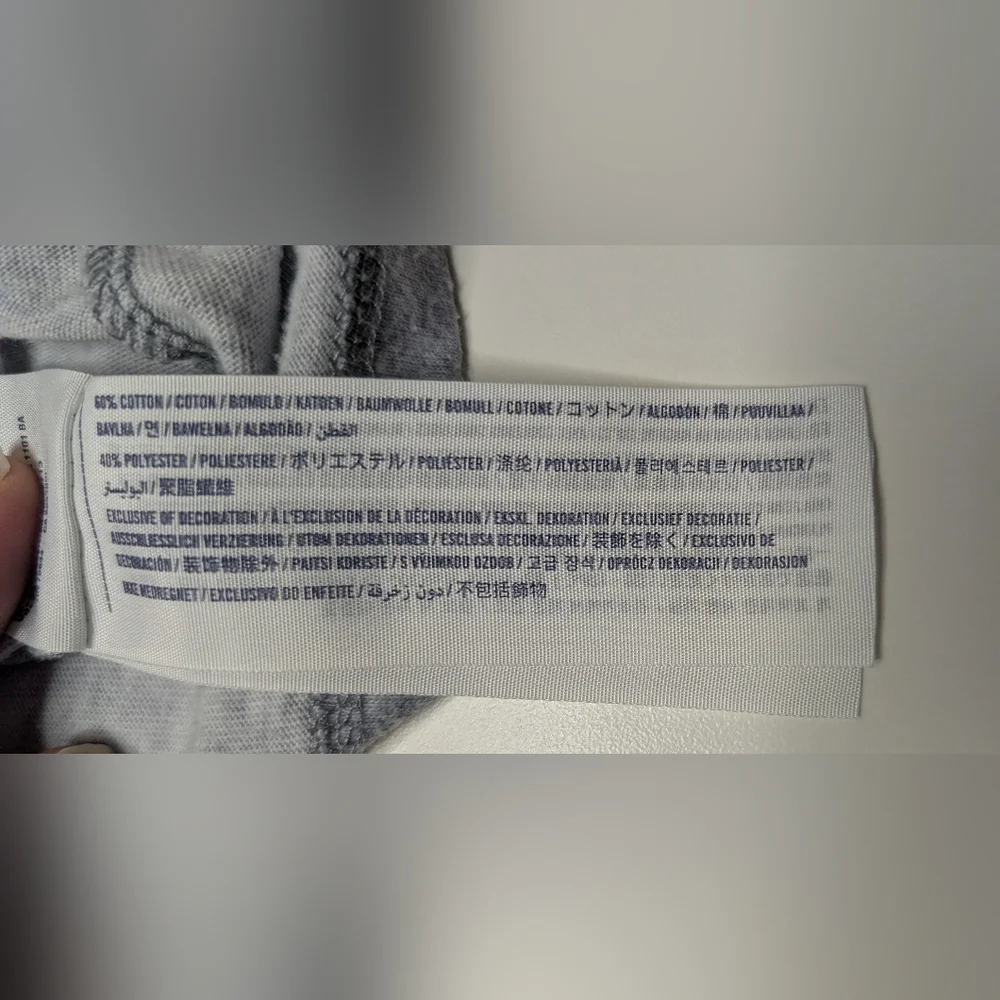 60% COTTON / COTON / BOMULD / KATOEN / BAUMWOLLE / BOMULL / COTONE / コットン / ALGODÓN / 棉 / PUUVILLAA /
BAVLNA / 면 / BAWEŁNA / ALGODÃO / القطن
40% POLYESTER / POLIESTERE / ポリエステル / POLIÉSTER / 涤纶 / POLYESTERIÄ / 폴리에스테르 / POLIESTER /
البوليستر / 聚脂纖維
EXCLUSIVE OF DECORATION / À L'EXCLUSION DE LA DÉCORATION / EKSKL. DEKORATION / EXCLUSIEF DECORATIE /
AUSSCHLIESSLICH VERZIERUNG / UTOM DEKORATIONEN / ESCLUSA DECORAZIONE / 装飾を除く / EXCLUSIVO DE
DECORACIÓN / 装饰物除外 / PAITSI KORISTE / S VÝJIMKOU OZDOB / 고급 장식 / OPRÓCZ DEKORACJI / DEKORASJON
IKKE MEDREGNET / EXCLUSIVO DO ENFEITE / دون زخرفة / 不包括飾物